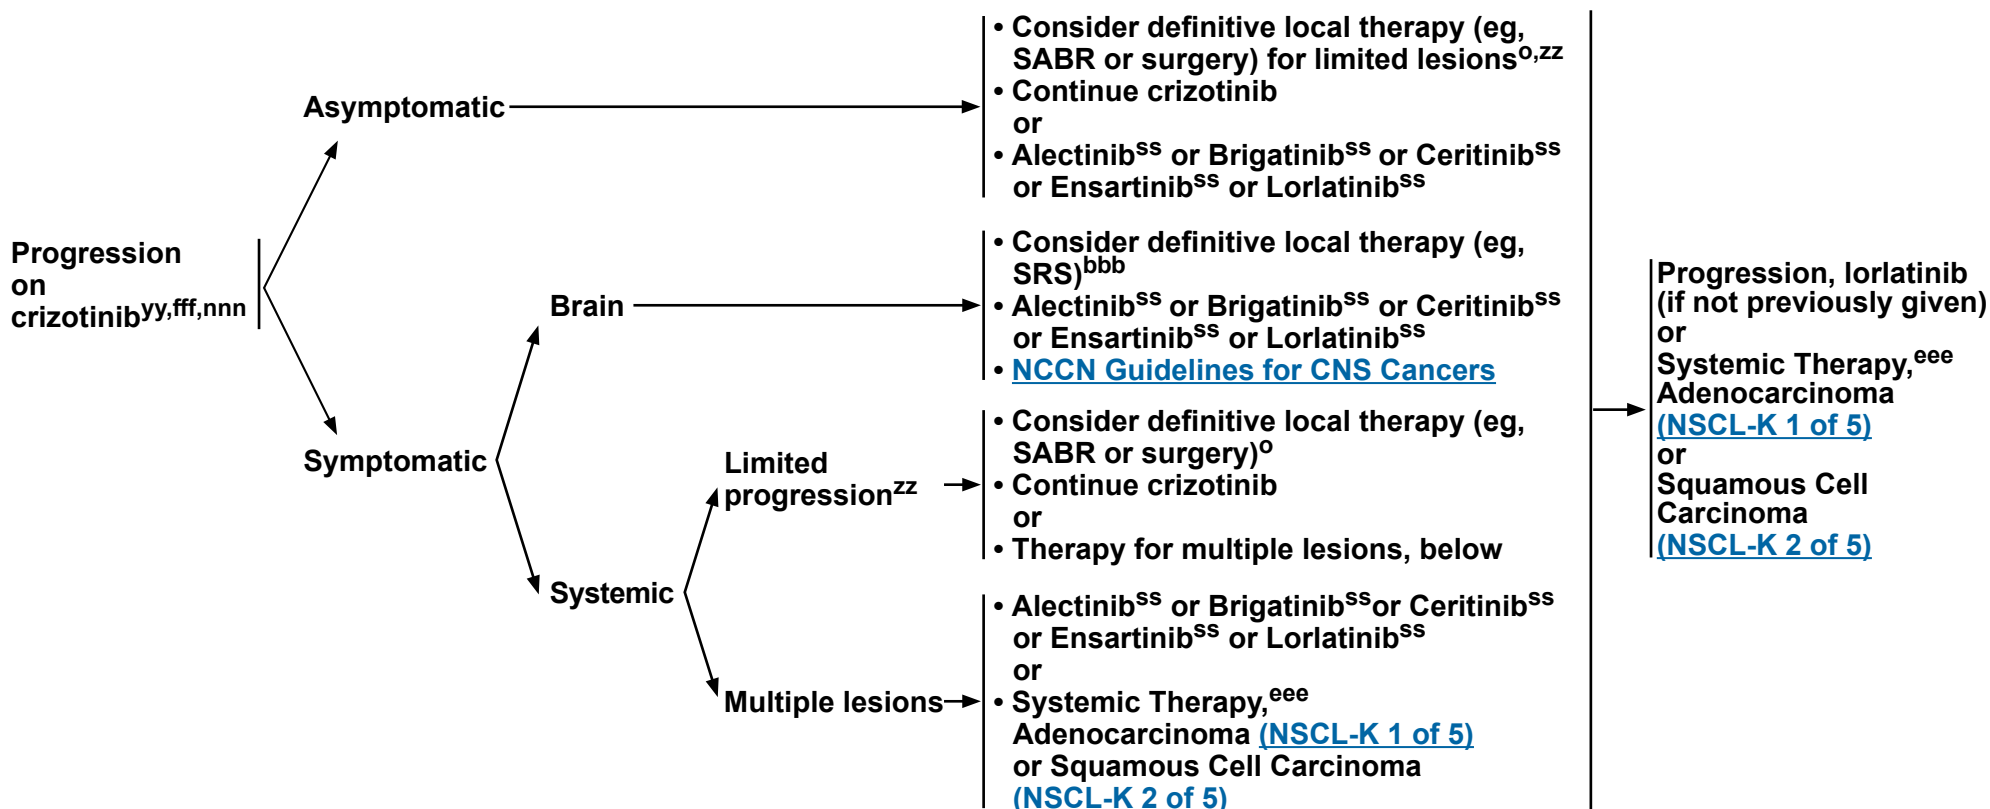 Progression
on
crizotinibyy,fff,nnn
Asymptomatic
• Consider definitive local therapy (eg,
SABR or surgery) for limited lesionso,zz
• Continue crizotinib
or
• Alectinibss or Brigatinibss or Ceritinibss
or Ensartinibss or Lorlatinibss
Symptomatic
Brain
• Consider definitive local therapy (eg,
SRS)bbb
• Alectinibss or Brigatinibss or Ceritinibss
or Ensartinibss or Lorlatinibss
• NCCN Guidelines for CNS Cancers
Systemic
Limited
progressionzz
• Consider definitive local therapy (eg,
SABR or surgery)o
• Continue crizotinib
or
• Therapy for multiple lesions, below
Multiple lesions
• Alectinibss or Brigatinibssor Ceritinibss
or Ensartinibss or Lorlatinibss
or
• Systemic Therapy,eee
Adenocarcinoma (NSCL-K 1 of 5)
or Squamous Cell Carcinoma
(NSCL-K 2 of 5)
Progression, lorlatinib
(if not previously given)
or
Systemic Therapy,eee
Adenocarcinoma
(NSCL-K 1 of 5)
or
Squamous Cell
Carcinoma
(NSCL-K 2 of 5)